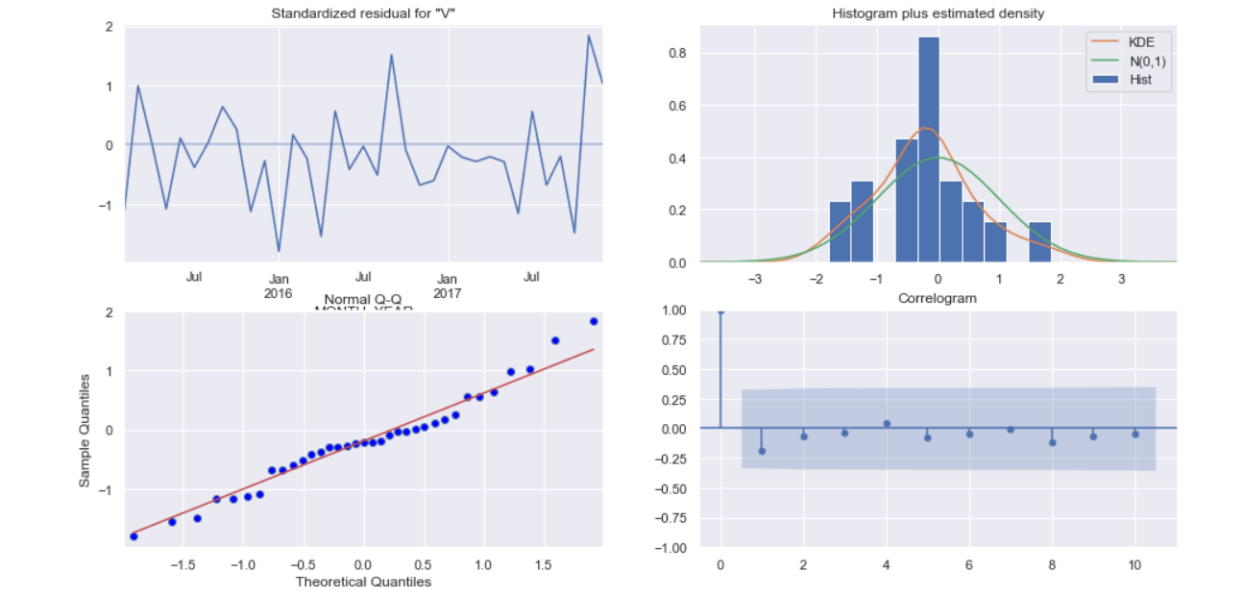 Standardized residual for "V"
2
1
0
−1
Jul
Jan
2016
Jul
Jan
2017
Jul
MONTH_YEAR
Histogram plus estimated density
KDE
N(0,1)
Hist
0.8
0.6
0.4
0.2
0.0
−3
−2
−1
0
1
2
3
Normal Q-Q
2
1
0
−1
Sample Quantiles
−1.5
−1.0
−0.5
0.0
0.5
1.0
1.5
Theoretical Quantiles
Correlogram
1.00
0.75
0.50
0.25
0.00
−0.25
−0.50
−0.75
−1.00
0
2
4
6
8
10